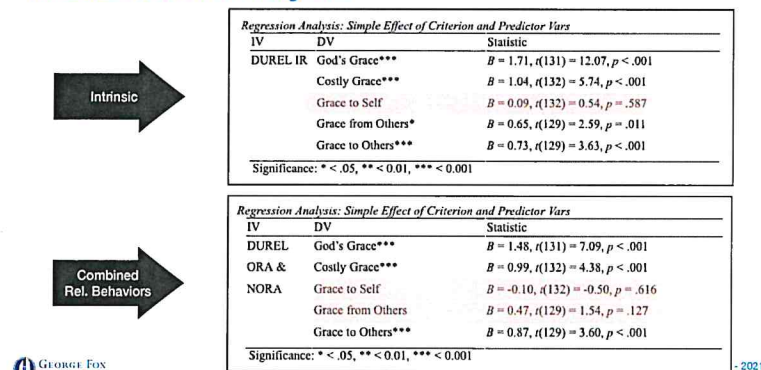 Regression Analysis: Simple Effect of Criterion and Predictor Vars
IV DV Statistic
DUREL IR God's Grace*** B = 1.71, t(131) = 12.07, p < .001
Costly Grace*** B = 1.04, t(132) = 5.74, p < .001
Grace to Self B = 0.09, t(132) = 0.54, p = .587
Grace from Others* B = 0.65, t(129) = 2.59, p = .011
Grace to Others*** B = 0.73, t(129) = 3.63, p < .001
Significance: * < .05, ** < 0.01, *** < 0.001
Intrinsic
Regression Analysis: Simple Effect of Criterion and Predictor Vars
IV DV Statistic
DUREL God's Grace*** B = 1.48, t(131) = 7.09, p < .001
ORA & Costly Grace*** B = 0.99, t(132) = 4.38, p < .001
NORA Grace to Self B = -0.10, t(132) = -0.50, p = .616
Grace from Others B = 0.47, t(129) = 1.54, p = .127
Grace to Others*** B = 0.87, t(129) = 3.60, p < .001
Significance: * < .05, ** < 0.01, *** < 0.001
Combined
Rel. Behaviors
GEORGE FOX
- 2021